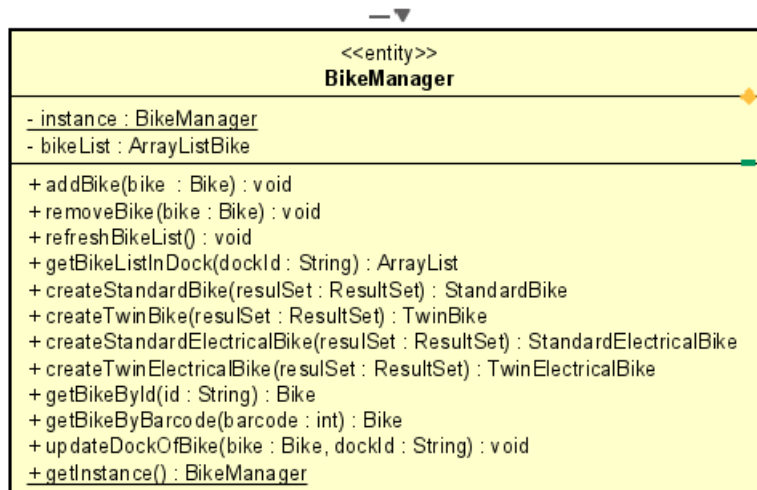 <<entity>>
BikeManager
- instance : BikeManager
- bikeList : ArrayListBike
+ addBike(bike : Bike) : void
+ removeBike(bike : Bike) : void
+ refreshBikeList() : void
+ getBikeListInDock(dockId : String) : ArrayList
+ createStandardBike(resulSet : ResultSet) : StandardBike
+ createTwinBike(resulSet : ResultSet) : TwinBike
+ createStandardElectricalBike(resulSet : ResultSet) : StandardElectricalBike
+ createTwinElectricalBike(resulSet : ResultSet) : TwinElectricalBike
+ getBikeById(id : String) : Bike
+ getBikeByBarcode(barcode : int) : Bike
+ updateDockOfBike(bike : Bike, dockId : String) : void
+ getInstance() : BikeManager